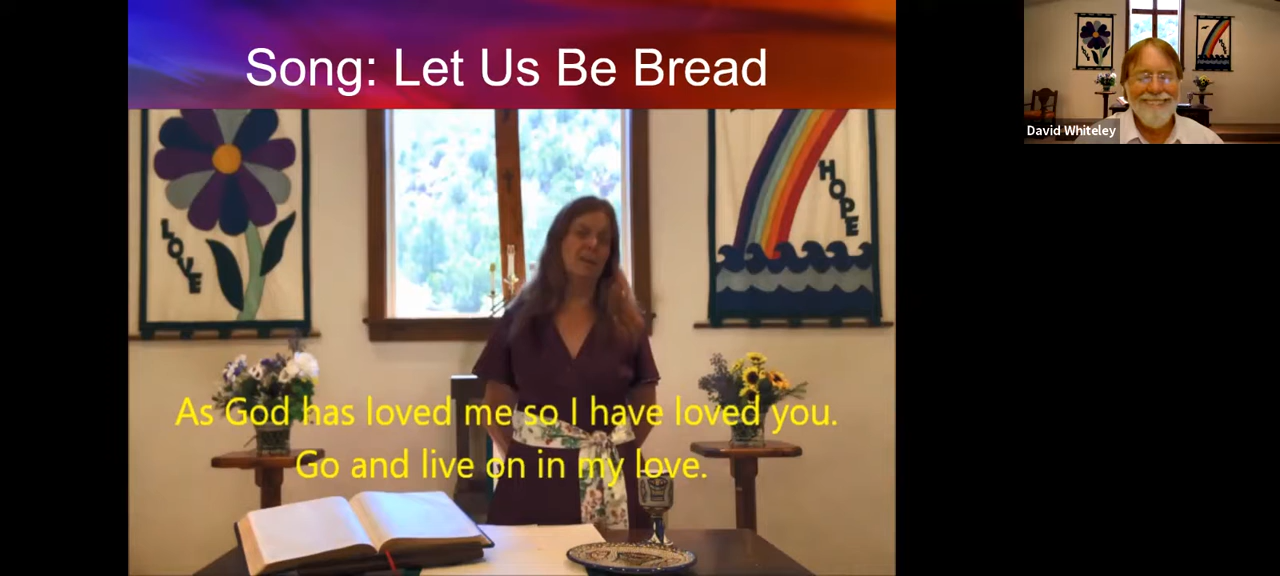 Song: Let Us Be Bread
David Whiteley
LOVE
HOPE
As God has loved me so I have loved you.
Go and live on in my love.